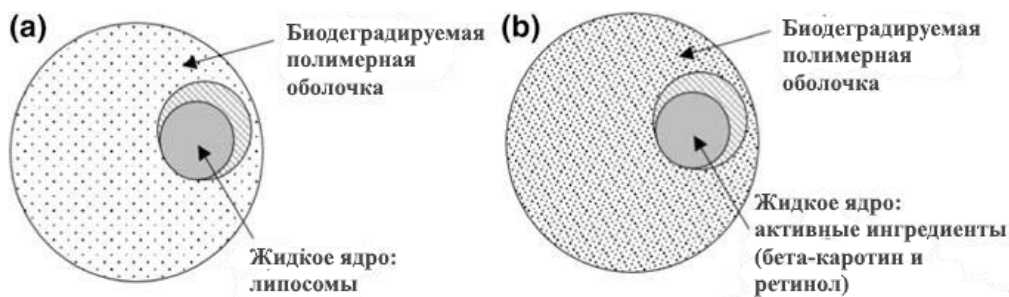 (a)
Биодеградируемая
полимерная
оболочка
Жидкое ядро:
липосомы
(b)
Биодеградируемая
полимерная
оболочка
Жидкое ядро:
активные ингредиенты
(бета-каротин и
ретинол)